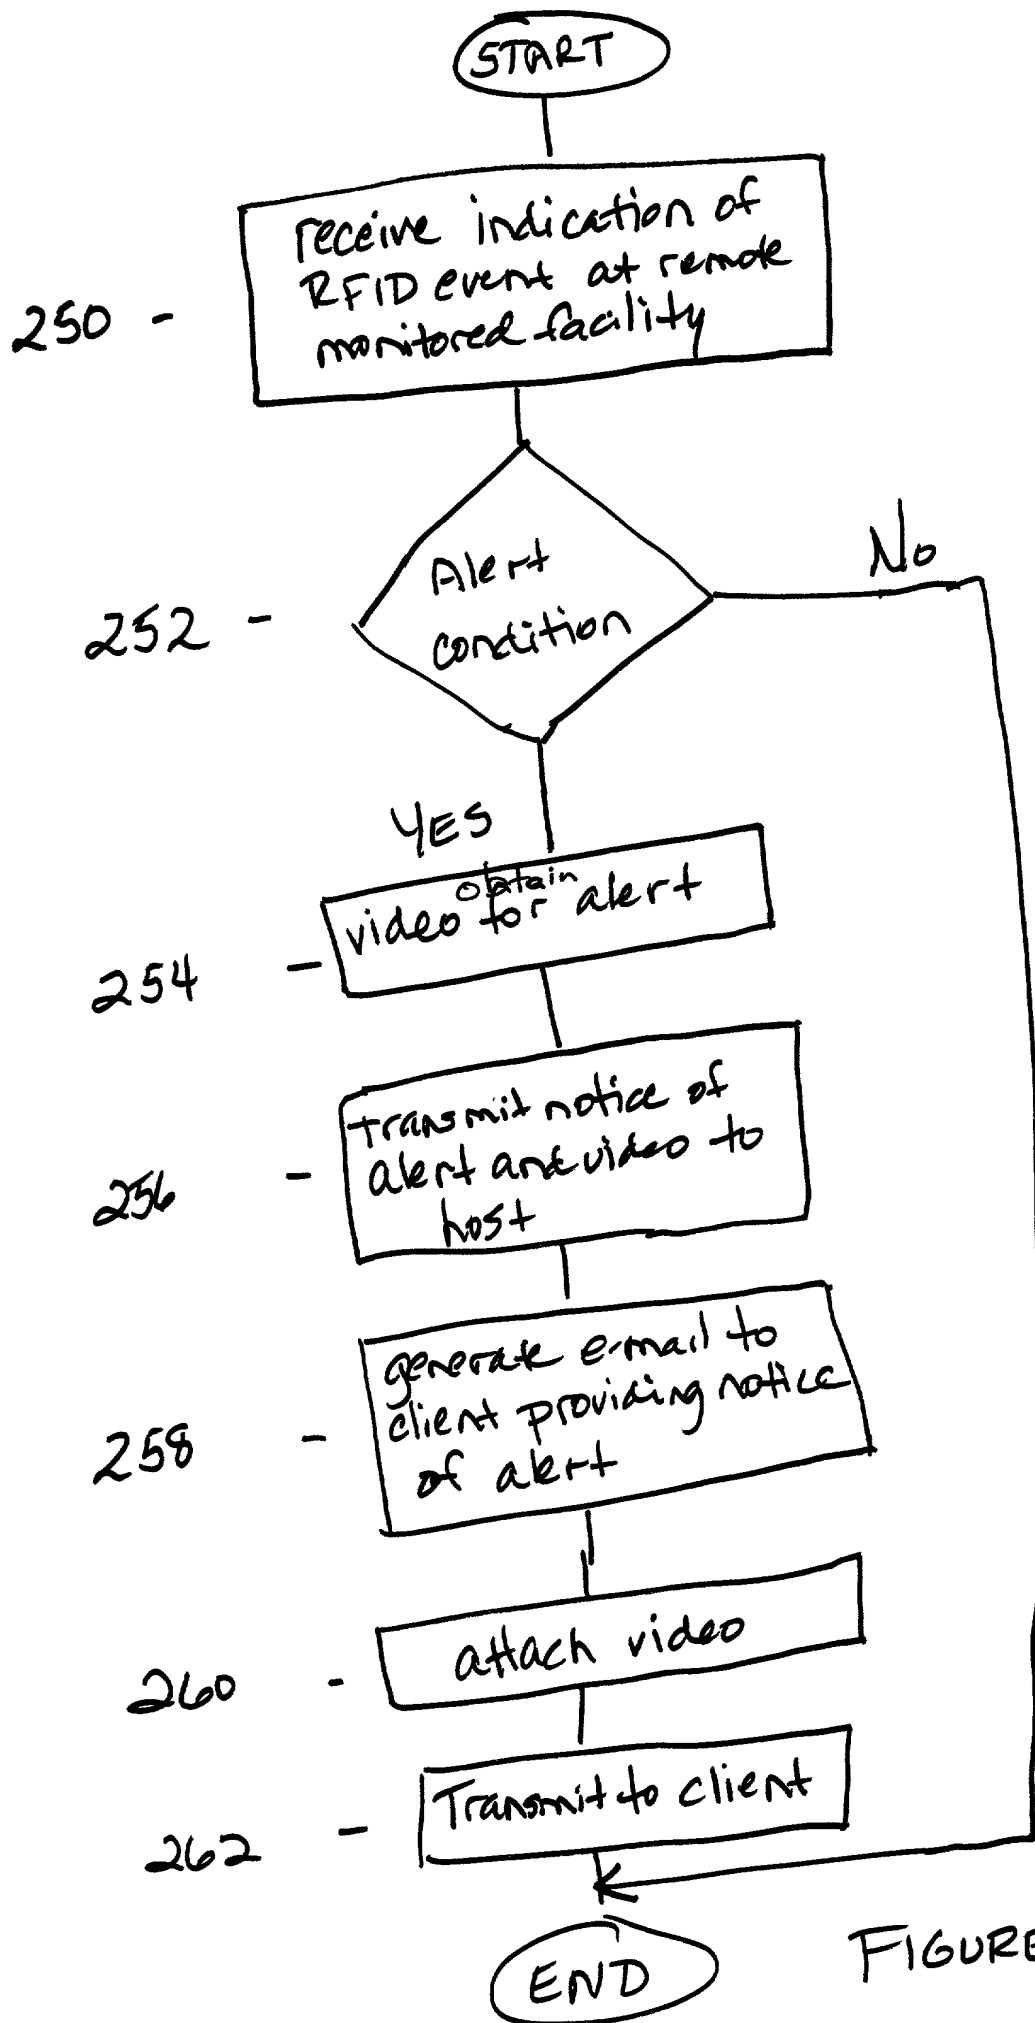 START
receive indication of
RFID event at remote
monitored facility
250 -
Alert
condition
252 -
No
YES
obtain
video for alert
254 -
transmit notice of
alert and video to
host
256 -
generate e-mail to
client providing notice
of alert
258 -
attach video
260 -
Transmit to client
262 -
END
FIGURE